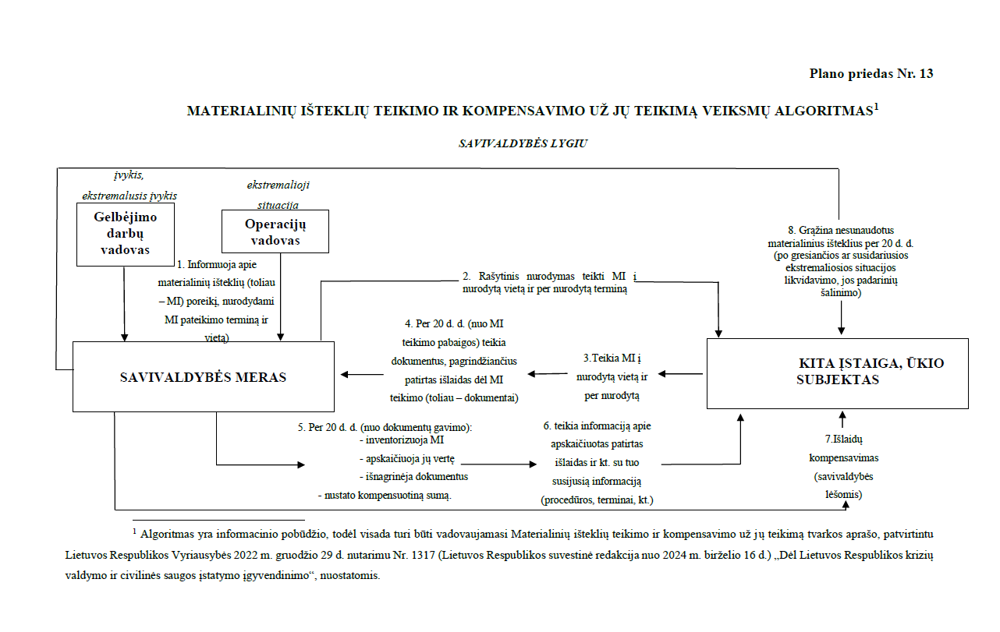 Plano priedas Nr. 13
MATERIALINIŲ IŠTEKLIŲ TEIKIMO IR KOMPENSAVIMO UŽ JŲ TEIKIMĄ VEIKSMŲ ALGORITMAS1
SAVIVALDYBĖS LYGIU
įvykis,
ekstremalusis įvykis
ekstremalioji
situacija
Gelbėjimo
darbų
vadovas
Operacijų
vadovas
1. Informuoja apie
materialinių išteklių (toliau
– MI) poreikį, nurodydami
MI pateikimo terminą ir
vietą)
2. Rašytinis nurodymas teikti MI į
nurodytą vietą ir per nurodytą terminą
8. Grąžina nesunaudotus
materialinius išteklius per 20 d. d.
(po gresiančios ar susidariusios
ekstremaliosios situacijos
likvidavimo, jos padarinių
šalinimo)
SAVIVALDYBĖS MERAS
4. Per 20 d. d. (nuo MI
teikimo pabaigos) teikia
dokumentus, pagrindžiančius
patirtas išlaidas dėl MI
teikimo (toliau – dokumentai)
3.Teikia MI į
nurodytą vietą ir
per nurodytą
KITA ĮSTAIGA, ŪKIO
SUBJEKTAS
5. Per 20 d. d. (nuo dokumentų gavimo):
- inventorizuoja MI
- apskaičiuoja jų vertę
- išnagrinėja dokumentus
- nustato kompensuotiną sumą.
6. teikia informaciją apie
apskaičiuotas patirtas
išlaidas ir kt. su tuo
susijusią informaciją
(procedūros, terminai, kt.)
7.Išlaidų
kompensavimas
(savivaldybės
lėšomis)
1 Algoritmas yra informacinio pobūdžio, todėl visada turi būti vadovaujamasi Materialinių išteklių teikimo ir kompensavimo už jų teikimą tvarkos aprašo, patvirtintu
Lietuvos Respublikos Vyriausybės 2022 m. gruodžio 29 d. nutarimu Nr. 1317 (Lietuvos Respublikos suvestinė redakcija nuo 2024 m. birželio 16 d.) „Dėl Lietuvos Respublikos krizių
valdymo ir civilinės saugos įstatymo įgyvendinimo“, nuostatomis.